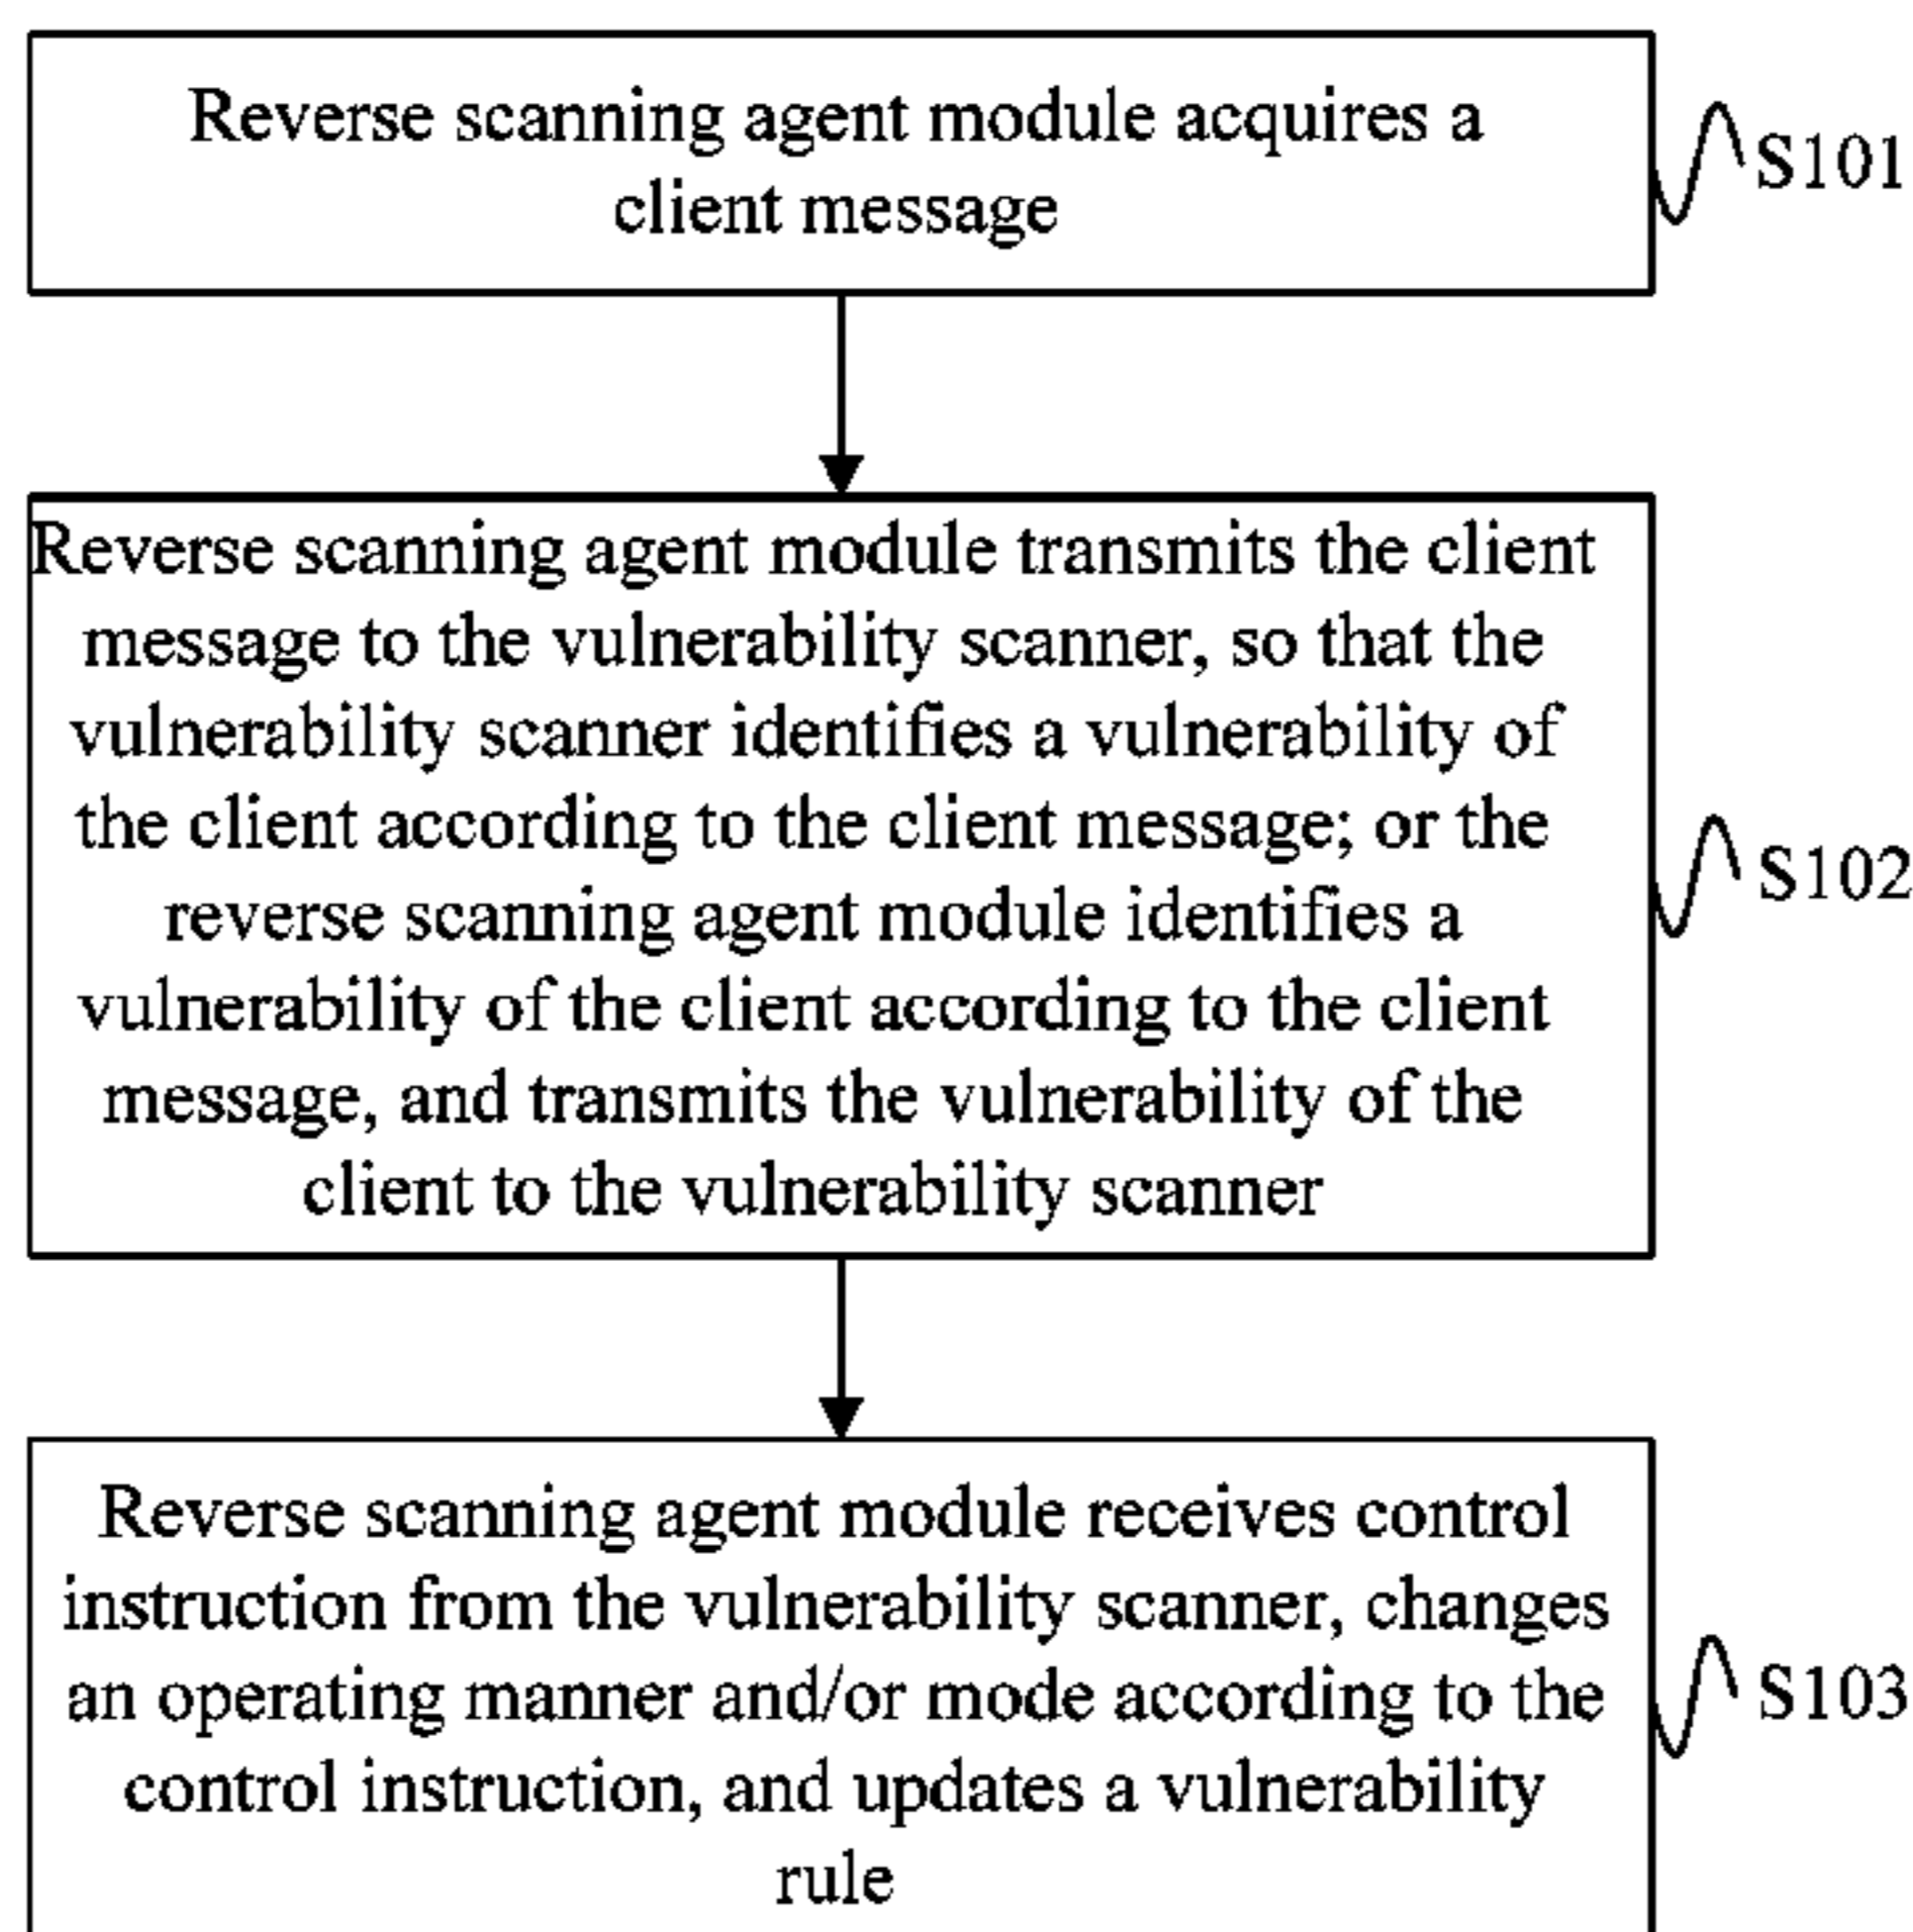 Reverse scanning agent module acquires a
client message
S101
Reverse scanning agent module transmits the client
message to the vulnerability scanner, so that the
vulnerability scanner identifies a vulnerability of
the client according to the client message; or the
reverse scanning agent module identifies a
vulnerability of the client according to the client
message, and transmits the vulnerability of the
client to the vulnerability scanner
S102
Reverse scanning agent module receives control
instruction from the vulnerability scanner, changes
an operating manner and/or mode according to the
control instruction, and updates a vulnerability
rule
S103